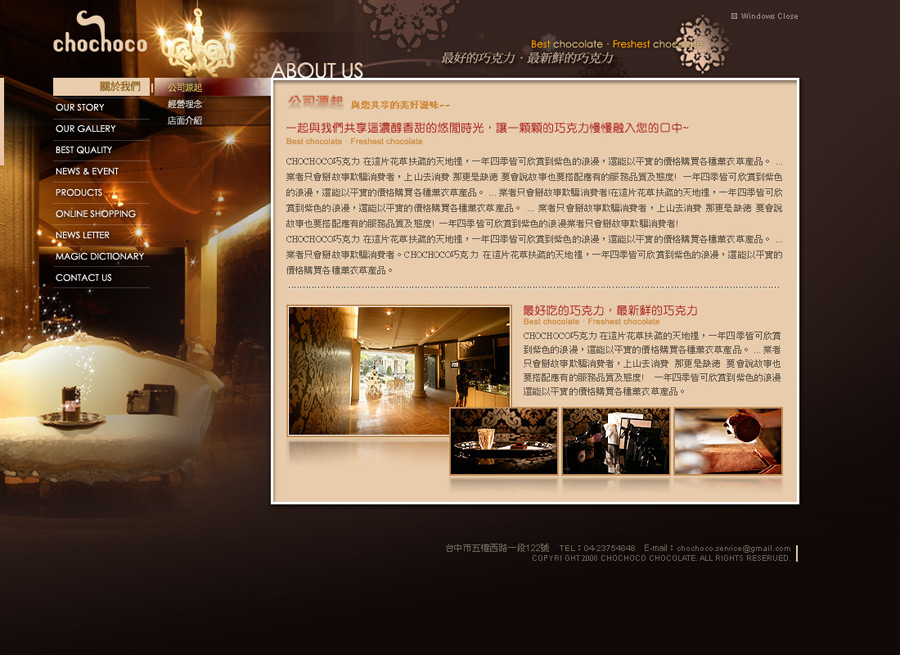 chochoco
Windows Close
Best chocolate · Freshest chocolate
最好的巧克力 · 最新鮮的巧克力
ABOUT US
關於我們
公司源起
經營理念
店面介紹
OUR STORY
OUR GALLERY
BEST QUALITY
NEWS & EVENT
PRODUCTS
ONLINE SHOPPING
NEWS LETTER
MAGIC DICTIONARY
CONTACT US
公司源起 與您共享的美好滋味~~
一起與我們共享這濃醇香甜的悠閒時光，讓一顆顆的巧克力慢慢融入您的口中~
Best chocolate · Freshest chocolate
CHOCHOCO巧克力 在這片花草扶疏的天地裡，一年四季皆可欣賞到紫色的浪漫，還能以平實的價格購買各種薰衣草產品。 ...
業者只會辦故事欺騙消費者，上山去消費 那更是缺德 要會說故事也要搭配應有的服務品質及態度! 一年四季皆可欣賞到紫色
的浪漫，還能以平實的價格購買各種薰衣草產品。 ... 業者只會辦故事欺騙消費者!在這片花草扶疏的天地裡，一年四季皆可欣
賞到紫色的浪漫，還能以平實的價格購買各種薰衣草產品。 ... 業者只會辦故事欺騙消費者，上山去消費 那更是缺德 要會說
故事也要搭配應有的服務品質及態度! 一年四季皆可欣賞到紫色的浪漫業者只會辦故事欺騙消費者!
CHOCHOCO巧克力 在這片花草扶疏的天地裡，一年四季皆可欣賞到紫色的浪漫，還能以平實的價格購買各種薰衣草產品。 ...
業者只會辦故事欺騙消費者。CHOCHOCO巧克力 在這片花草扶疏的天地裡，一年四季皆可欣賞到紫色的浪漫，還能以平實的
價格購買各種薰衣草產品。
最好吃的巧克力，最新鮮的巧克力
Best chocolate · Freshest chocolate
CHOCHOCO巧克力 在這片花草扶疏的天地裡，一年四季皆可欣賞
到紫色的浪漫，還能以平實的價格購買各種薰衣草產品。 ... 業者
只會辦故事欺騙消費者，上山去消費 那更是缺德 要會說故事也
要搭配應有的服務品質及態度! 一年四季皆可欣賞到紫色的浪漫
還能以平實的價格購買各種薰衣草產品。
台中市五權西路一段122號 TEL：04-23754848 E-mail：chochoco.service@gmail.com
COPYRIGHT2008 CHOCHOCO CHOCOLATE. ALL RIGHTS RESERUED.